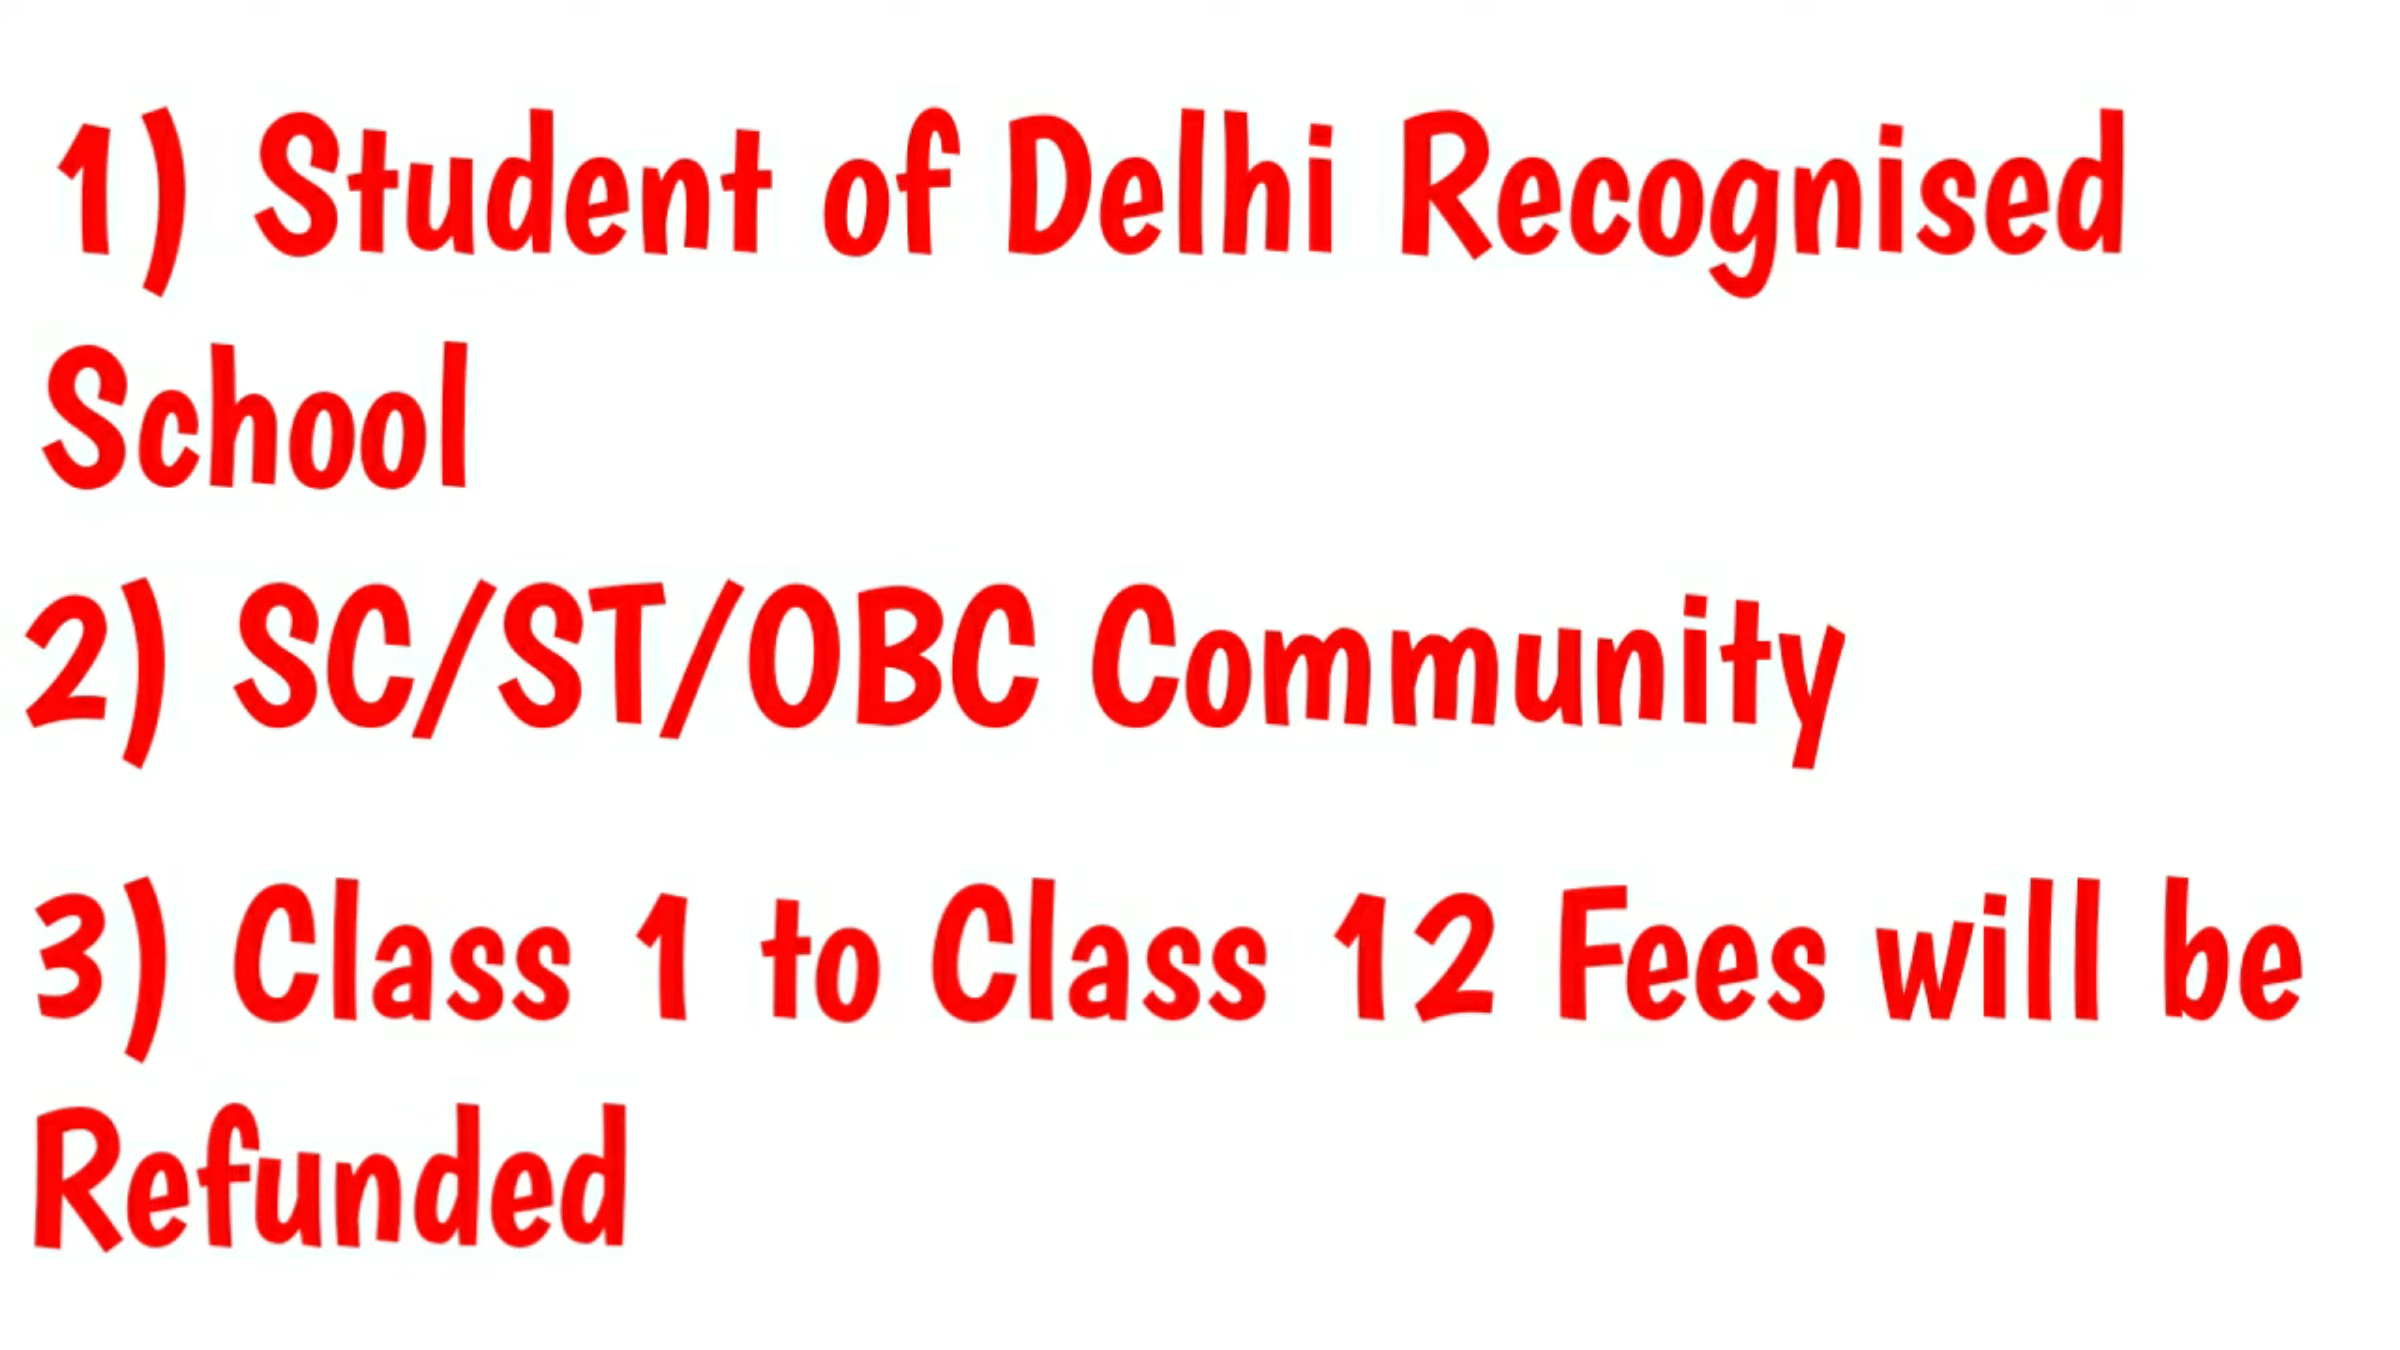 1) Student of Delhi Recognised
School
2) SC/ST/OBC Community
3) Class 1 to Class 12 Fees will be
Refunded